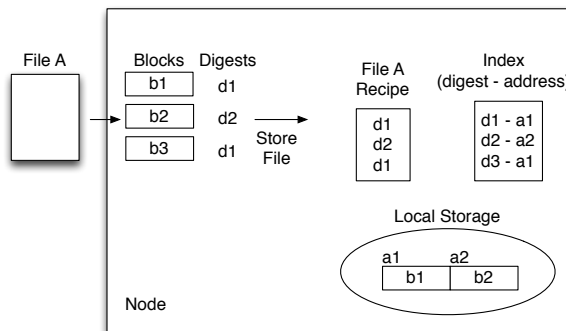 File A
Blocks Digests
b1 d1
b2 d2
b3 d1
Store
File
File A
Recipe
d1
d2
d1
Index
(digest - address)
d1 - a1
d2 - a2
d3 - a1
Local Storage
a1 a2
b1 b2
Node